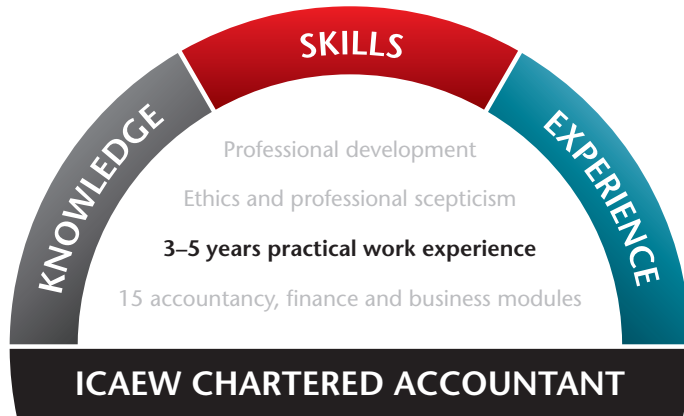 SKILLS
KNOWLEDGE
EXPERIENCE
Professional development
Ethics and professional scepticism
3–5 years practical work experience
15 accountancy, finance and business modules
ICAEW CHARTERED ACCOUNTANT